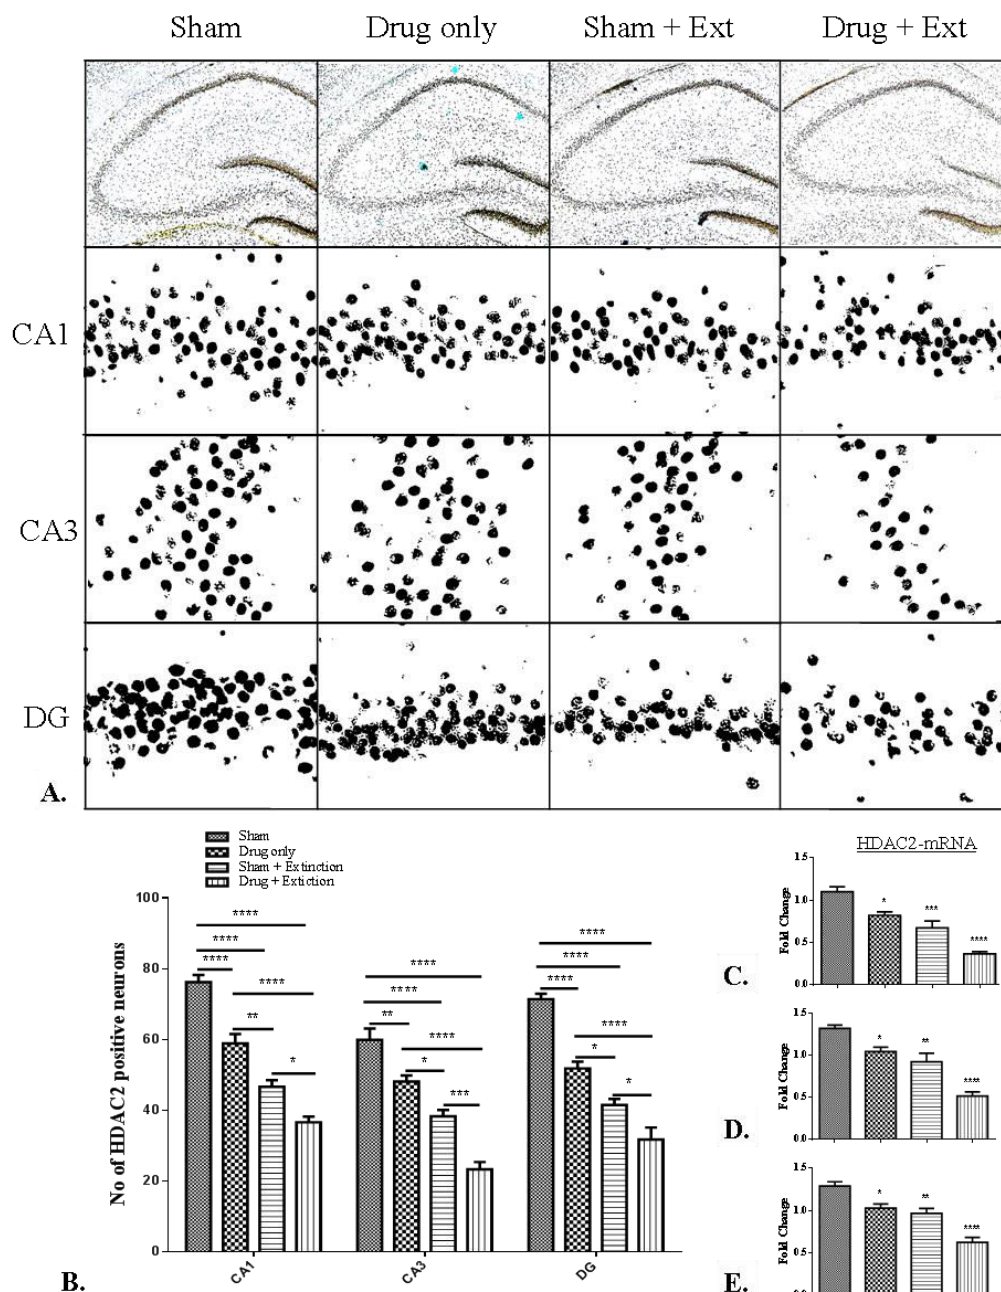 Sham Drug only Sham + Ext Drug + Ext
CA1
CA3
DG
A.
Sham
Drug only
Sham + Extinction
Drug + Extiction
No of HDAC2 positive neurons
100
80
60
40
20
0
**** **** **** **** ** *
**** **** ** **** * ***
**** **** **** **** * *
CA1 CA3 DG
B.
HDAC2-mRNA
Fold Change
1.5
1.0
0.5
0.0
* *** ****
C.
Fold Change
1.5
1.0
0.5
0.0
* ** ****
D.
Fold Change
1.5
1.0
0.5
0.0
* ** ****
E.